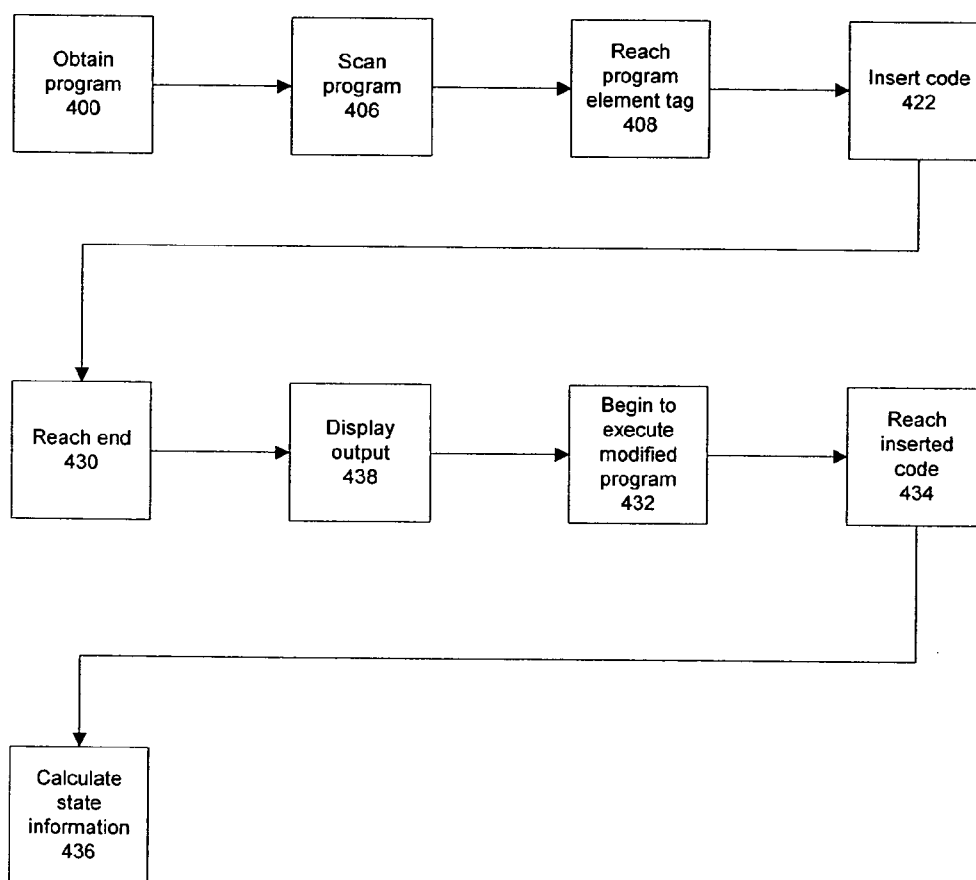 Obtain
program
400
Scan
program
406
Reach
program
element tag
408
Insert code
422
Reach end
430
Display
output
438
Begin to
execute
modified
program
432
Reach
inserted
code
434
Calculate
state
information
436